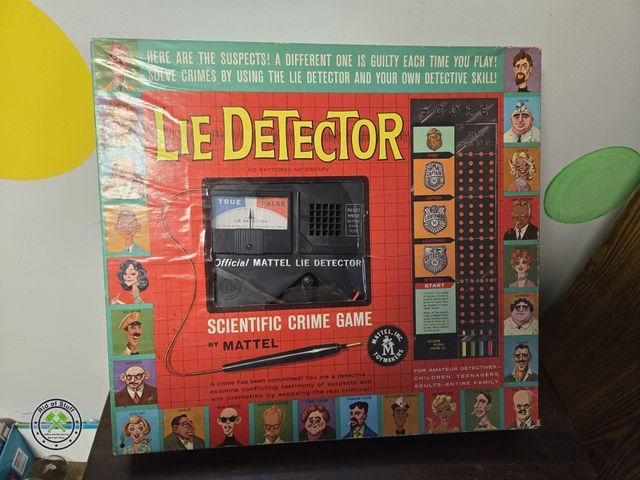 HERE ARE THE SUSPECTS! A DIFFERENT ONE IS GUILTY EACH TIME YOU PLAY!
SOLVE CRIMES BY USING THE LIE DETECTOR AND YOUR OWN DETECTIVE SKILL!
LIE DETECTOR
NO BATTERIES NECESSARY
SCORE
TRUE FALSE
LIE DETECTOR
Official MATTEL LIE DETECTOR
CHIEF
CAPTAIN
LIEUTENANT
START
SCIENTIFIC CRIME GAME
BY MATTEL
MATTEL, INC.
M
TOYMAKERS
A crime has been committed! You are a detective—
examine conflicting testimony of suspects and
win promotion by exposing the real criminal!
FOR AMATEUR DETECTIVES—
CHILDREN, TEENAGERS,
ADULTS—ENTIRE FAMILY